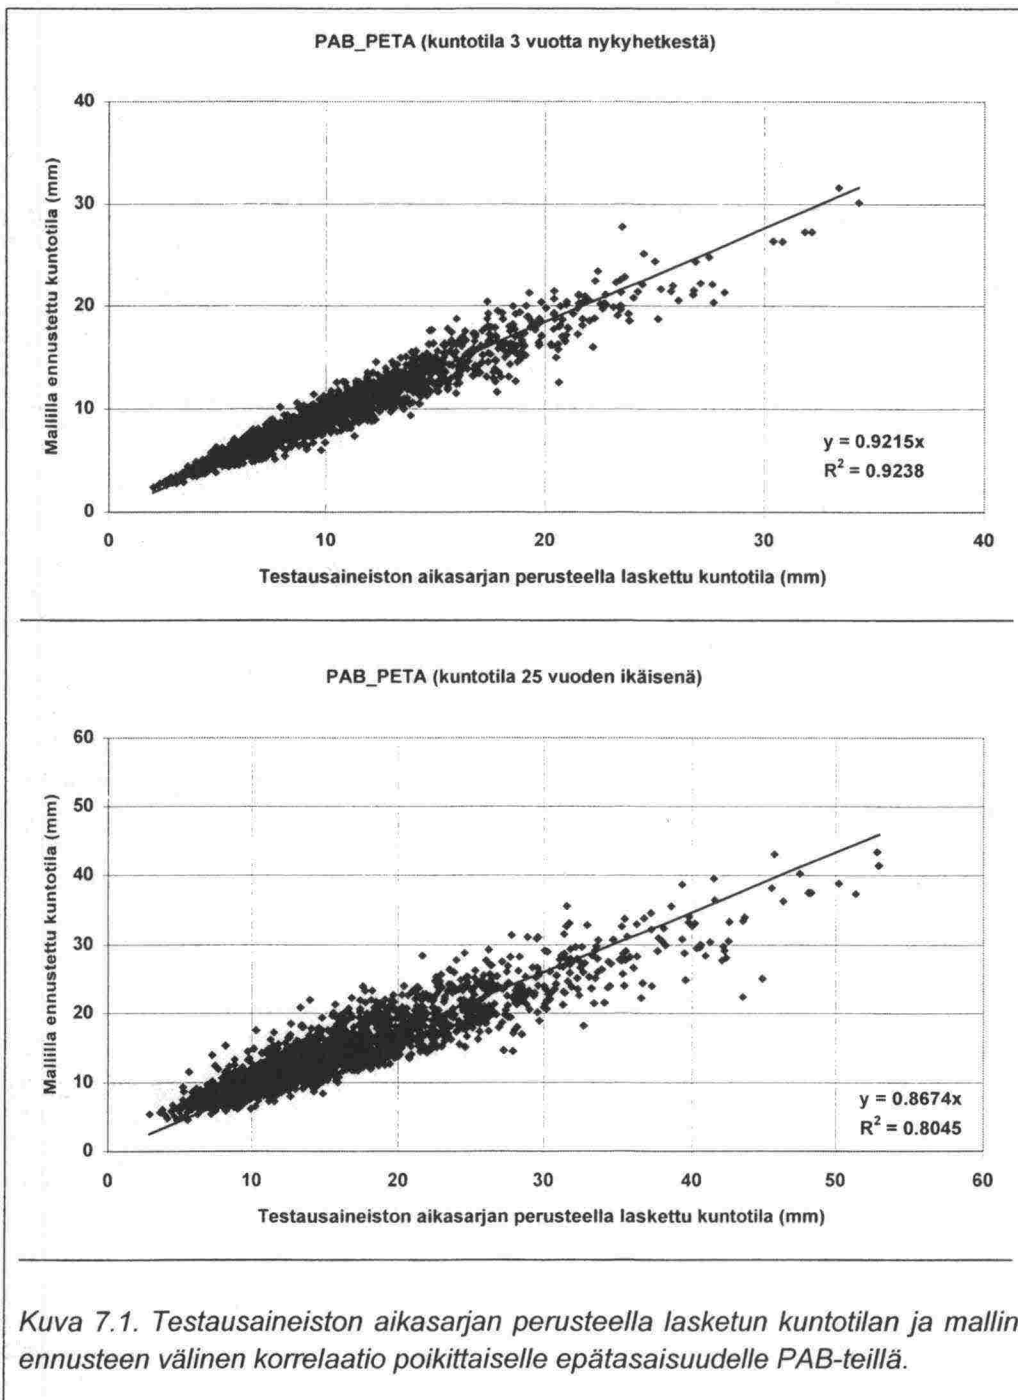 PAB_PETA (kuntotila 3 vuotta nykyhetkestä)
Mallilla ennustettu kuntotila (mm)
40
30
20
10
0
y = 0.9215x
R² = 0.9238
0 10 20 30 40
Testausaineiston aikasarjan perusteella laskettu kuntotila (mm)
PAB_PETA (kuntotila 25 vuoden ikäisenä)
Mallilla ennustettu kuntotila (mm)
60
50
40
30
20
10
0
y = 0.8674x
R² = 0.8045
0 10 20 30 40 50 60
Testausaineiston aikasarjan perusteella laskettu kuntotila (mm)
Kuva 7.1. Testausaineiston aikasarjan perusteella lasketun kuntotilan ja mallin
ennusteen välinen korrelaatio poikittaiselle epätasaisuudelle PAB-teillä.